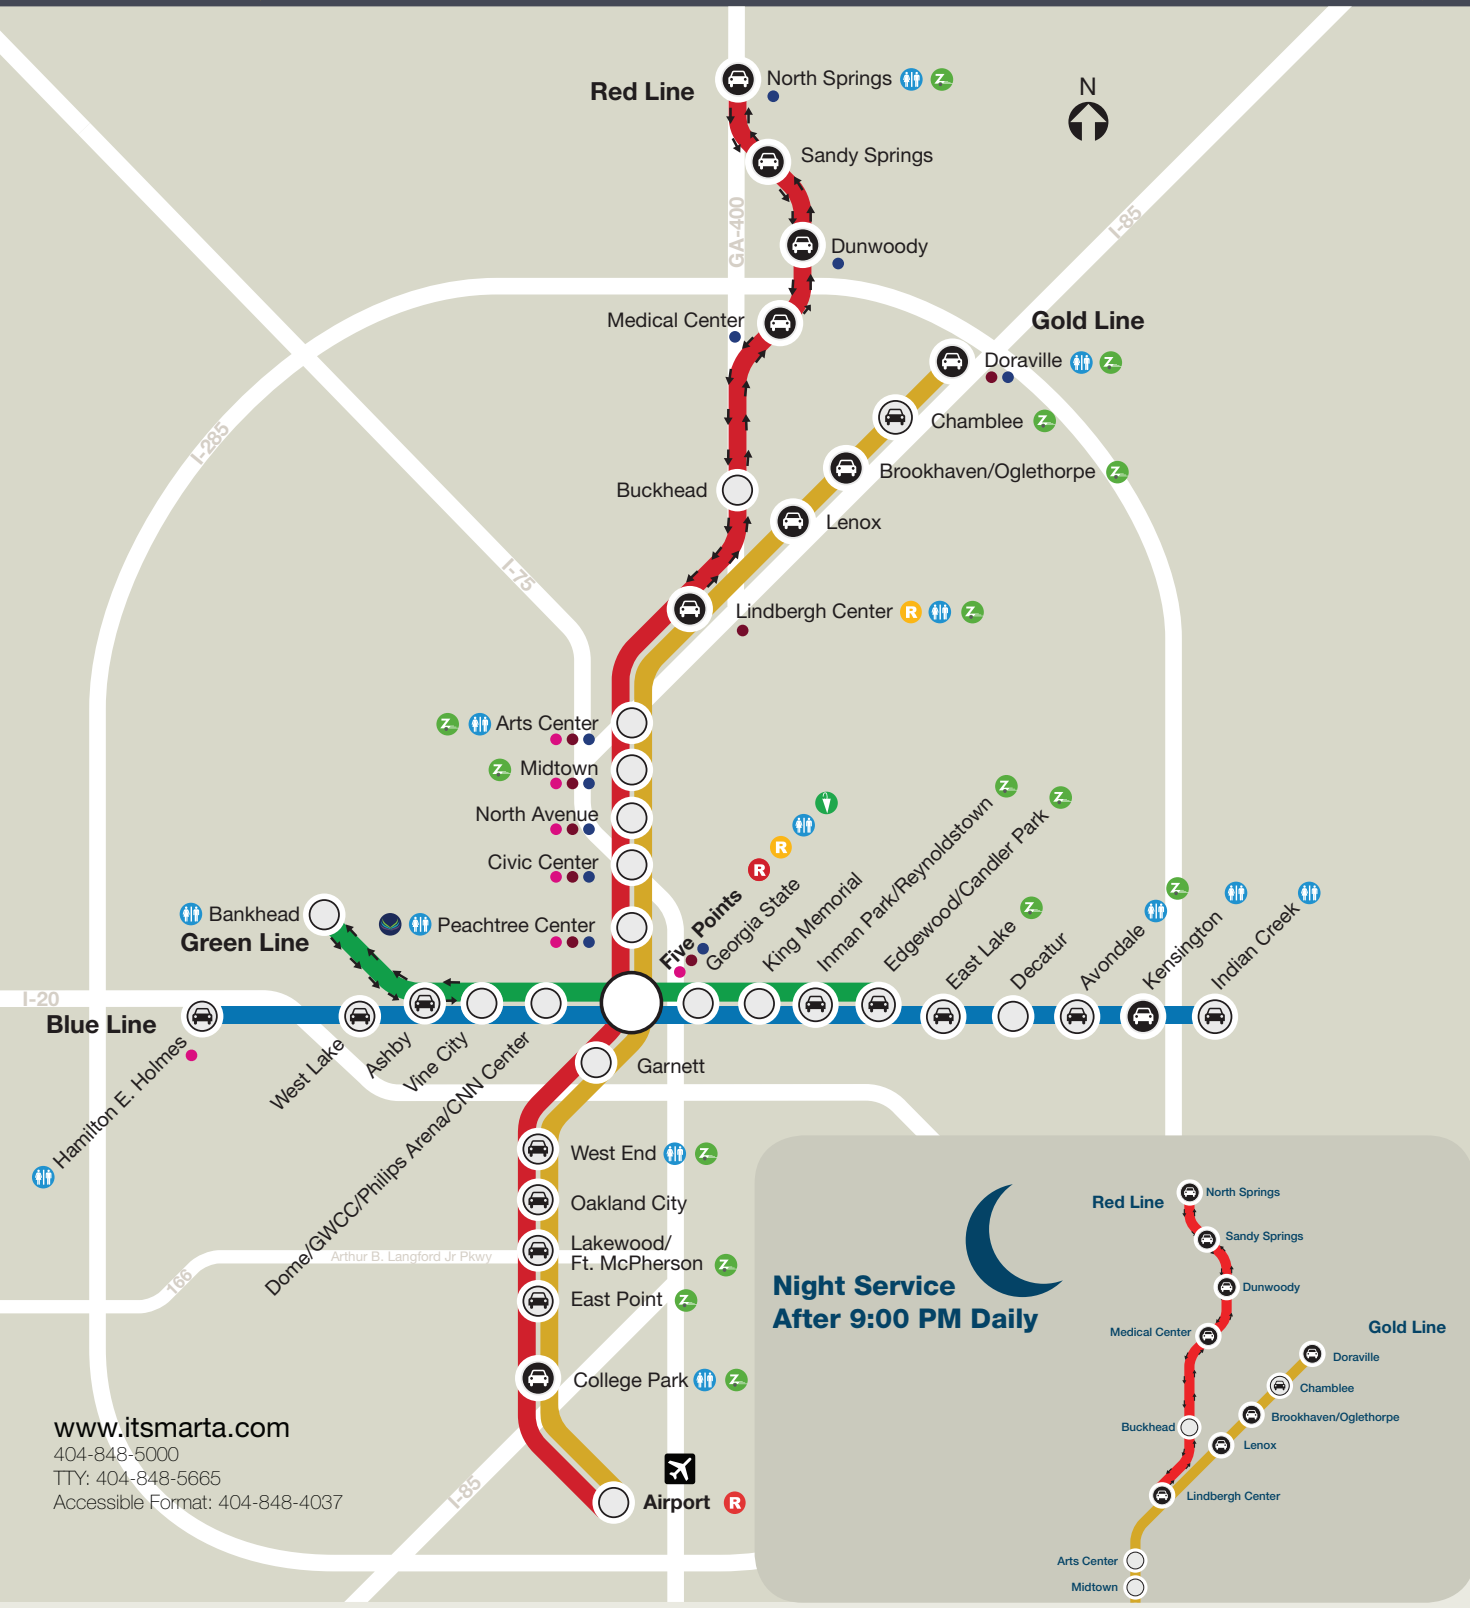 North Springs
Red Line
N
Sandy Springs
GA-400
I-85
Dunwoody
Medical Center
Gold Line
Doraville
Chamblee
I-285
Brookhaven/Oglethorpe
Buckhead
Lenox
I-75
Lindbergh Center
R
Arts Center
Midtown
North Avenue
Civic Center
R
R
Bankhead
Green Line
Peachtree Center
Five Points
Georgia State
King Memorial
Inman Park/Reynoldstown
Edgewood/Candler Park
East Lake
Decatur
Avondale
Kensington
Indian Creek
I-20
Blue Line
Hamilton E. Holmes
West Lake
Ashby
Vine City
Dome/GWCC/Philips Arena/CNN Center
Garnett
West End
Oakland City
Lakewood/
Ft. McPherson
Arthur B. Langford Jr Pkwy
166
East Point
College Park
www.itsmarta.com
404-848-5000
TTY: 404-848-5665
Accessible Format: 404-848-4037
I-85
Airport
R
Night Service
After 9:00 PM Daily
Red Line
North Springs
Sandy Springs
Dunwoody
Medical Center
Gold Line
Doraville
Chamblee
Brookhaven/Oglethorpe
Buckhead
Lenox
Lindbergh Center
Arts Center
Midtown